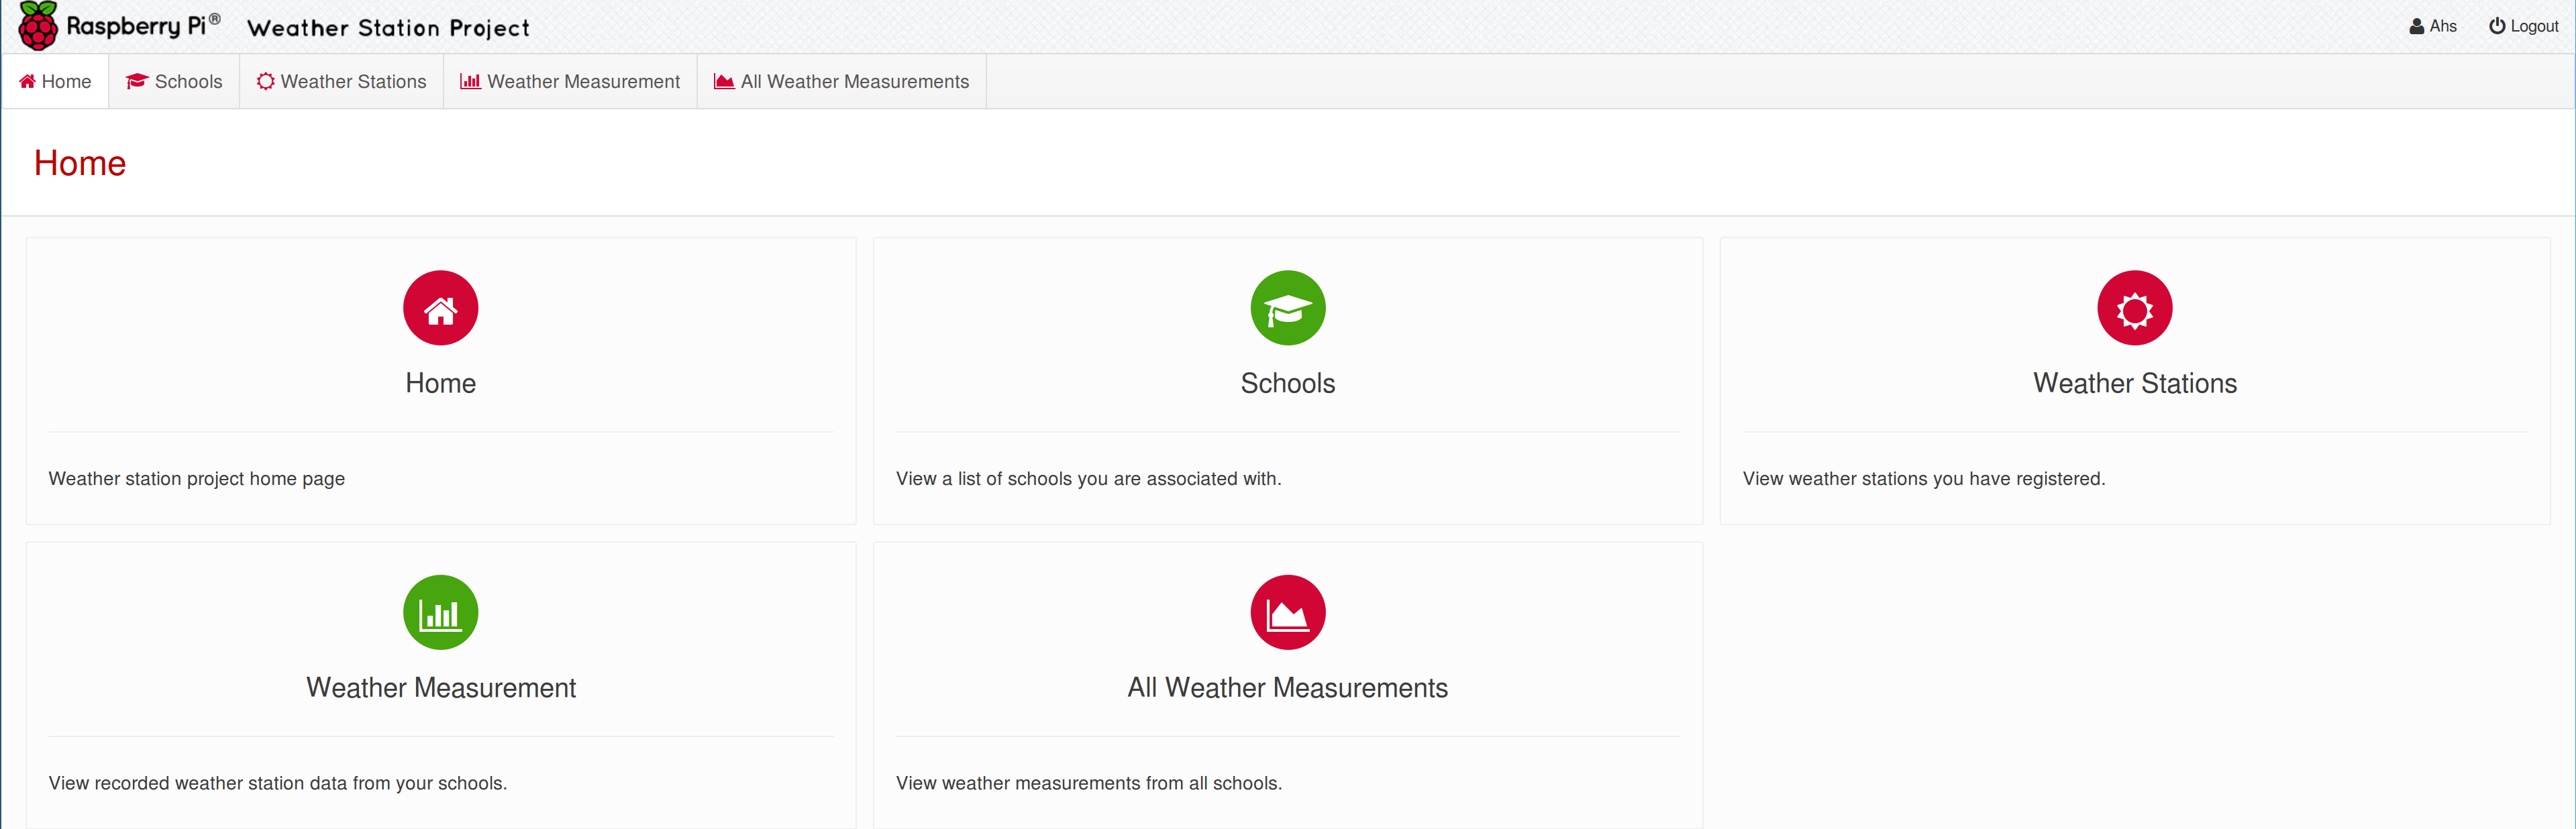 Raspberry Pi® Weather Station Project Ahs Logout
Home Schools Weather Stations Weather Measurement All Weather Measurements
Home
Home
Weather station project home page
Schools
View a list of schools you are associated with.
Weather Stations
View weather stations you have registered.
Weather Measurement
View recorded weather station data from your schools.
All Weather Measurements
View weather measurements from all schools.